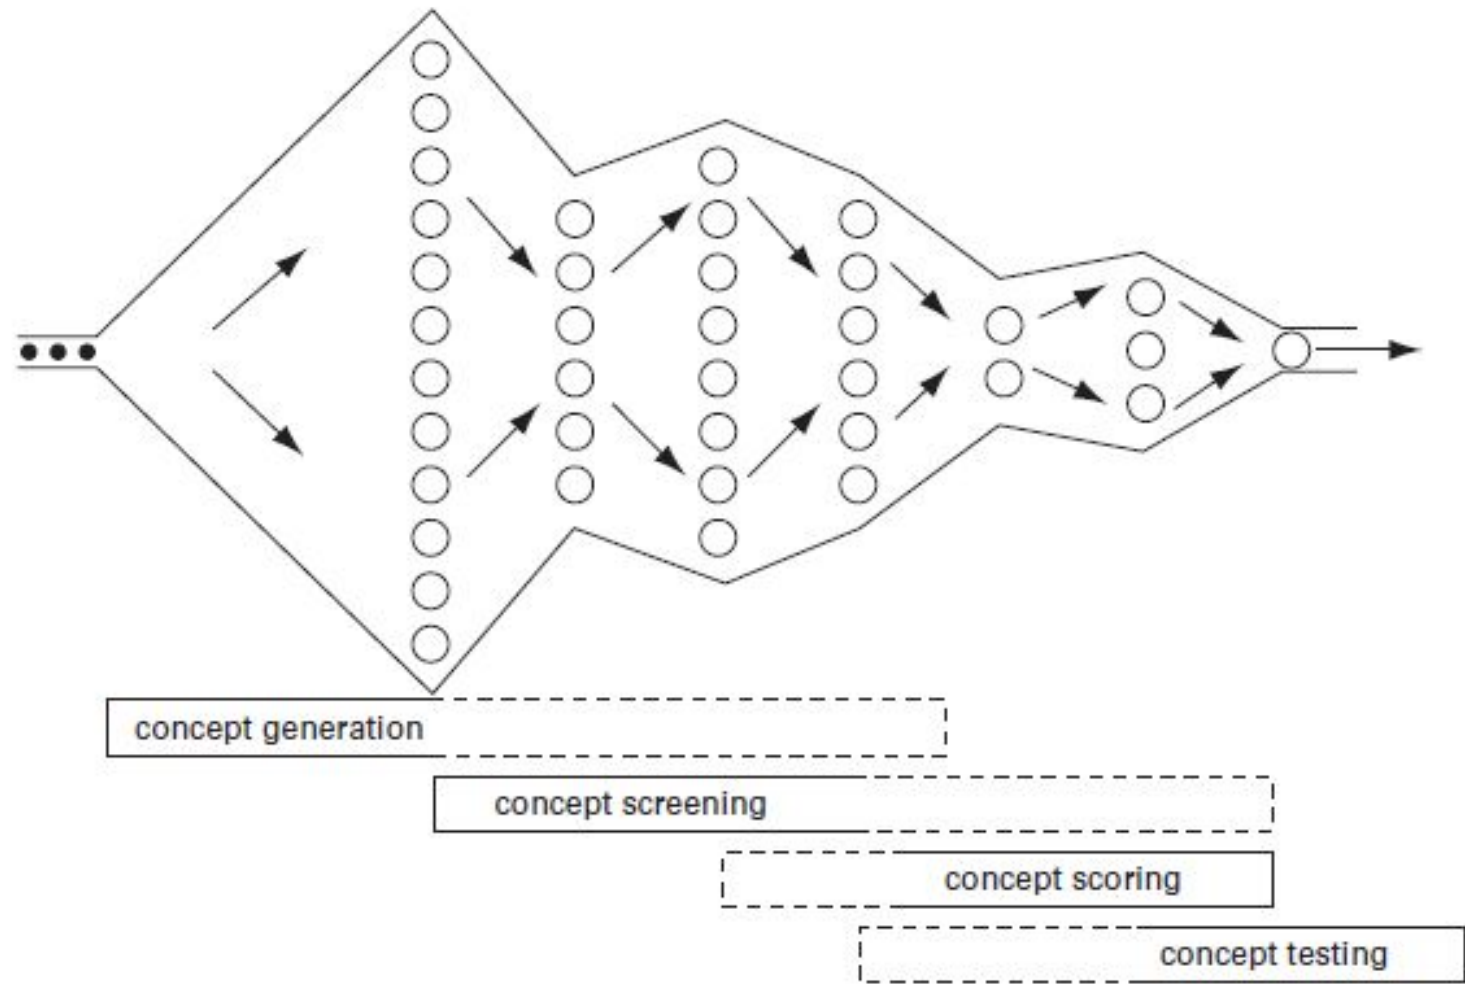 concept generation
concept screening
concept scoring
concept testing